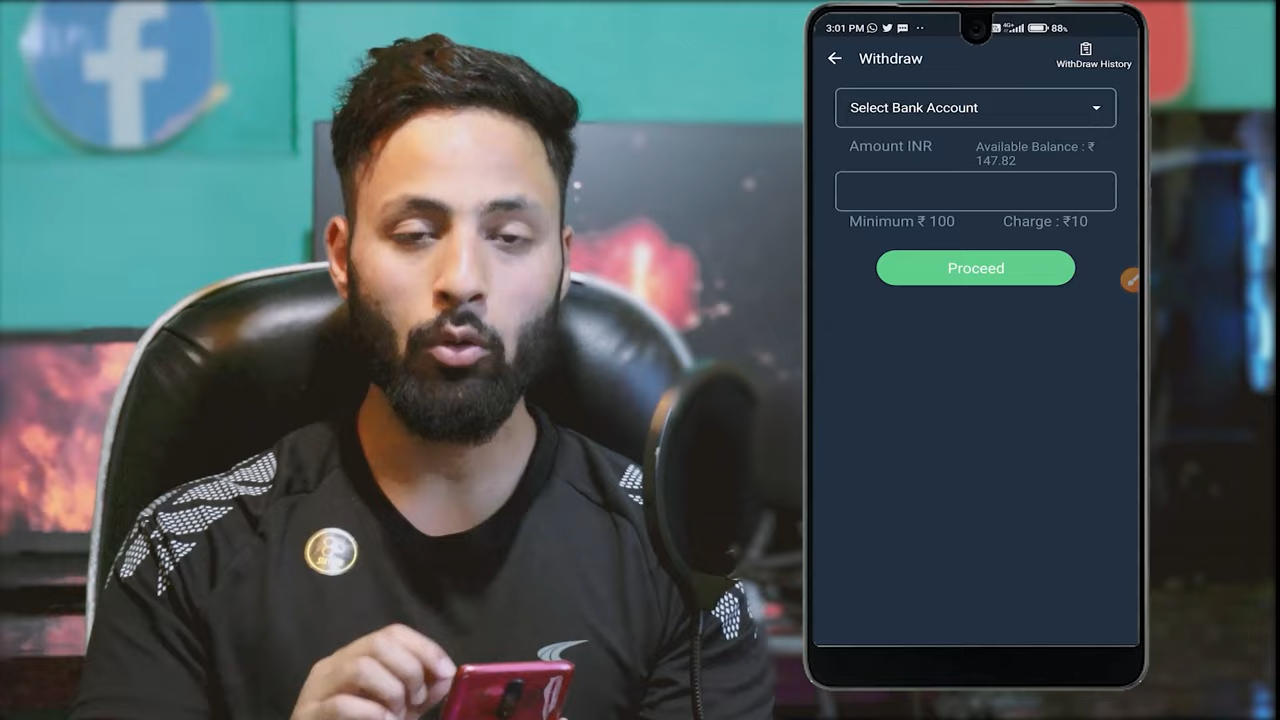 3:01 PM
4G+
88%
Withdraw
WithDraw History
Select Bank Account
Amount INR
Available Balance : ₹
147.82
Minimum ₹ 100
Charge : ₹10
Proceed